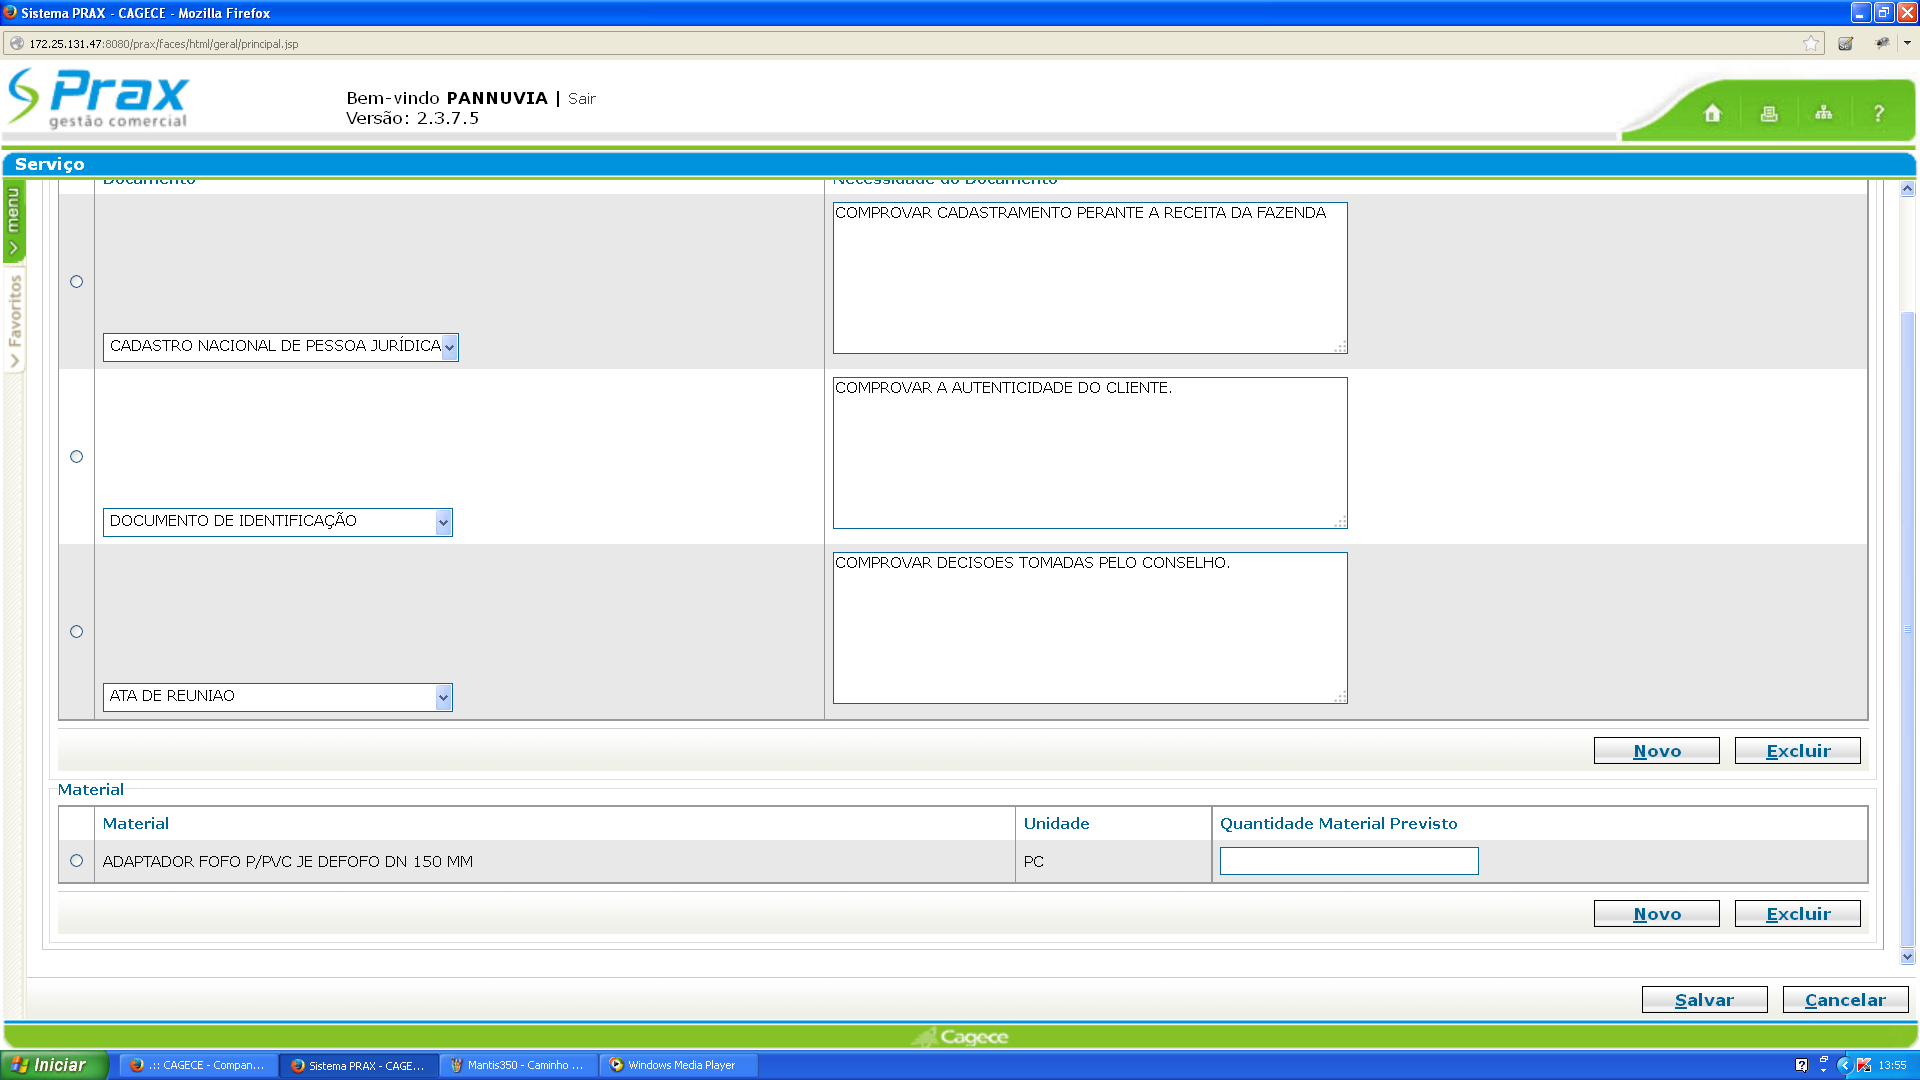 Sistema PRAX - CAGECE - Mozilla Firefox
172.25.131.47:8080/prax/faces/html/geral/principal.jsp
Prax
gestão comercial
Bem-vindo PANNUVIA | Sair
Versão: 2.3.7.5
?
Serviço
menu
Favoritos
Documento
Necessidade do Documento
COMPROVAR CADASTRAMENTO PERANTE A RECEITA DA FAZENDA
CADASTRO NACIONAL DE PESSOA JURÍDICA
COMPROVAR A AUTENTICIDADE DO CLIENTE.
DOCUMENTO DE IDENTIFICAÇÃO
COMPROVAR DECISOES TOMADAS PELO CONSELHO.
ATA DE REUNIAO
Novo
Excluir
Material
Material
Unidade
Quantidade Material Previsto
ADAPTADOR FOFO P/PVC JE DEFOFO DN 150 MM
PC
Novo
Excluir
Salvar
Cancelar
Cagece
Iniciar
.:: CAGECE - Compan...
Sistema PRAX - CAGE...
Mantis350 - Caminho ...
Windows Media Player
13:55